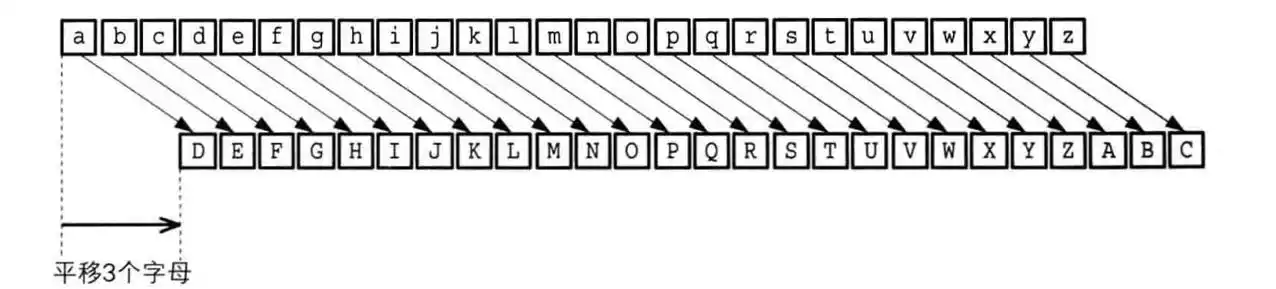 a b c d e f g h i j k l m n o p q r s t u v w x y z
D E F G H I J K L M N O P Q R S T U V W X Y Z A B C
平移3个字母